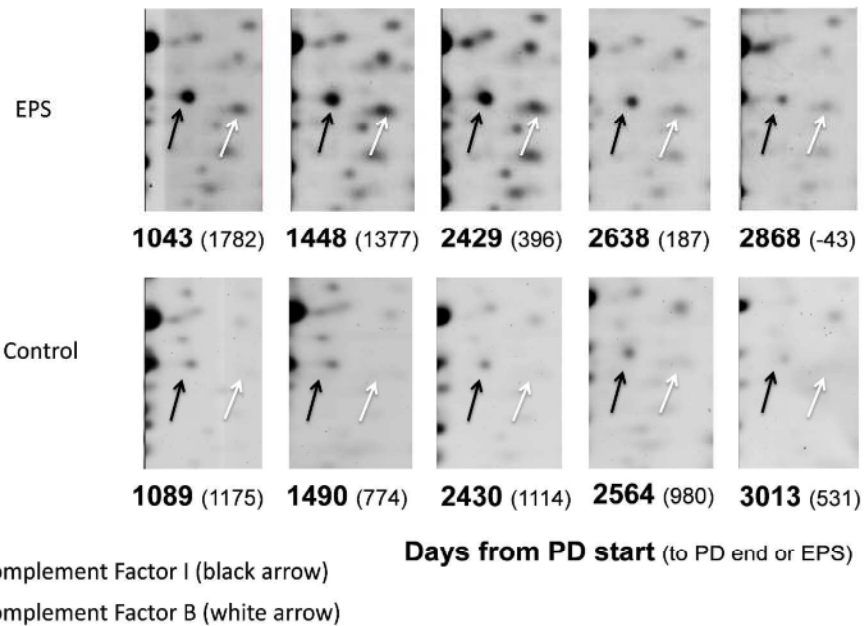 EPS
1043 (1782) 1448 (1377) 2429 (396) 2638 (187) 2868 (-43)
Control
1089 (1175) 1490 (774) 2430 (1114) 2564 (980) 3013 (531)
Days from PD start (to PD end or EPS)
omplement Factor I (black arrow)
omplement Factor B (white arrow)